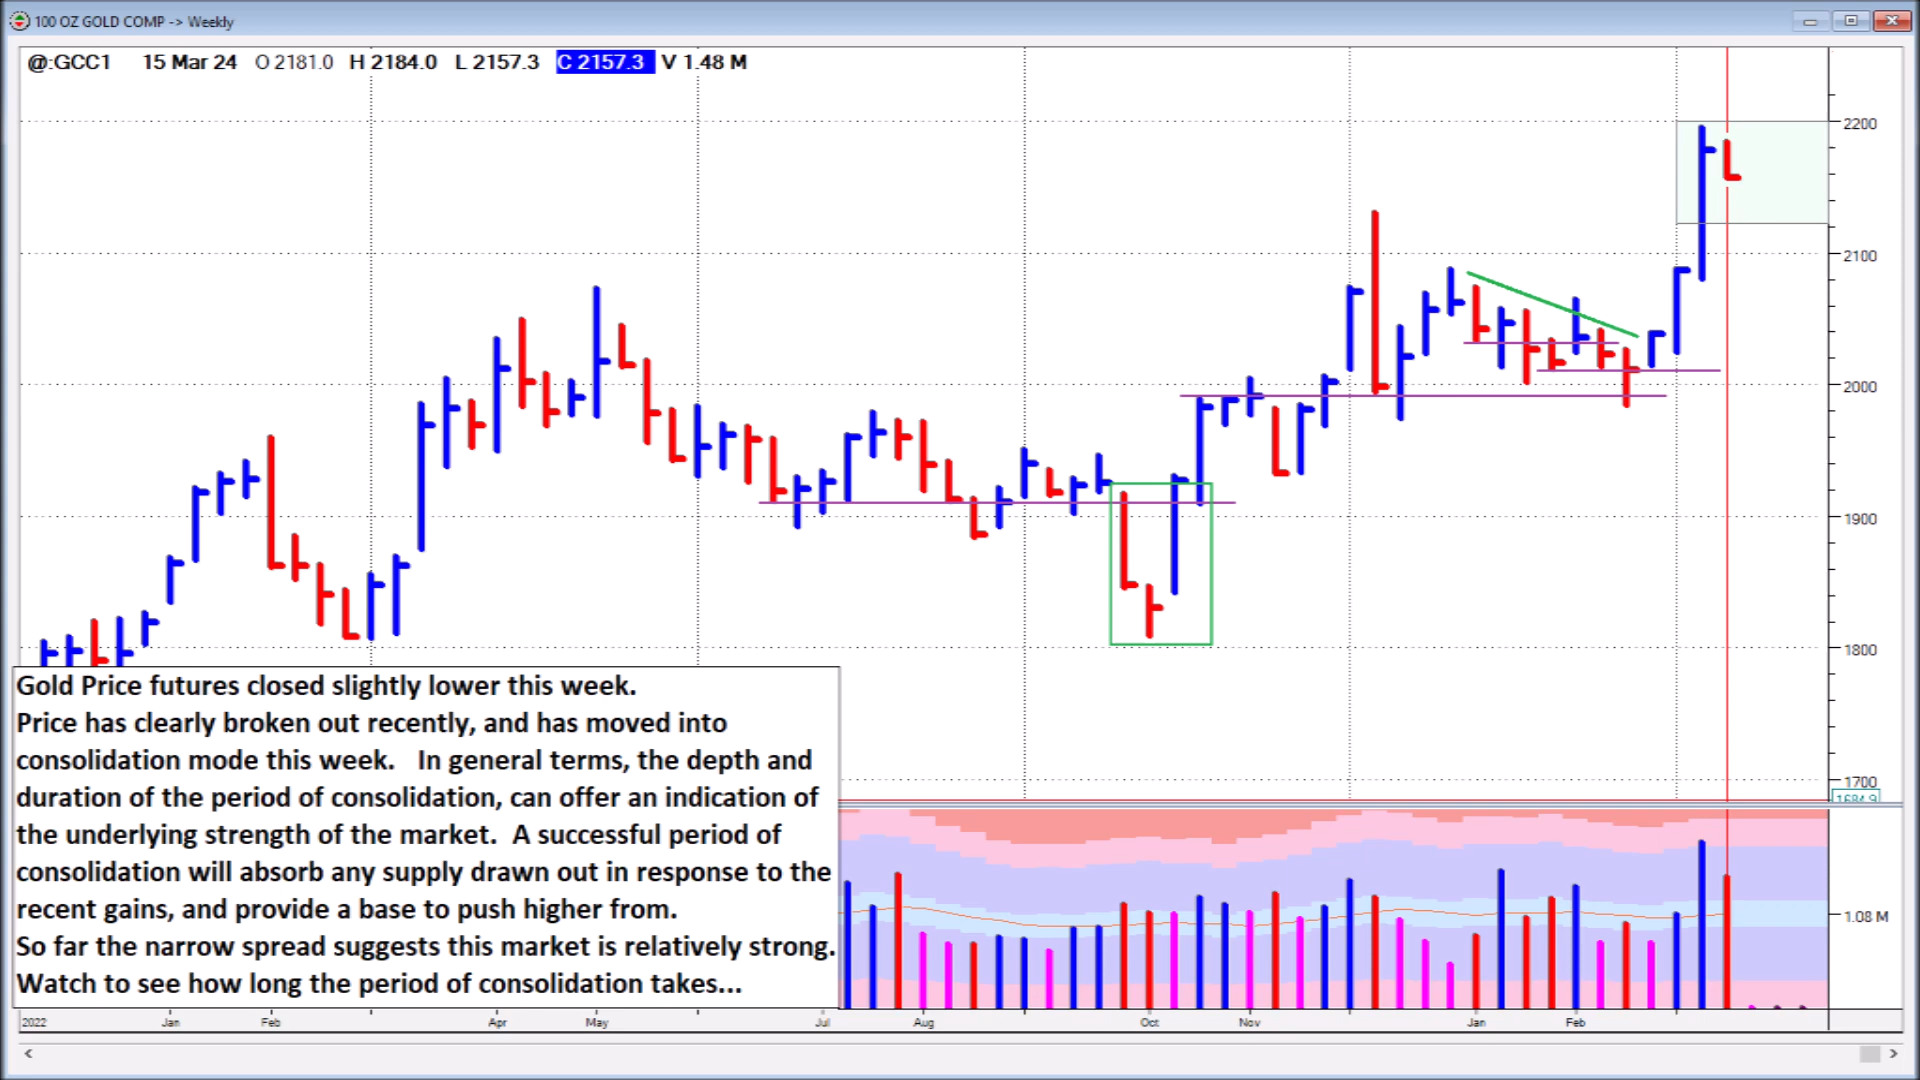 100 OZ GOLD COMP -> Weekly
@:GCC1 15 Mar 24 O 2181.0 H 2184.0 L 2157.3 C 2157.3 V 1.48 M
2200
2100
2000
1900
1800
1700
1684.9
Gold Price futures closed slightly lower this week.
Price has clearly broken out recently, and has moved into
consolidation mode this week. In general terms, the depth and
duration of the period of consolidation, can offer an indication of
the underlying strength of the market. A successful period of
consolidation will absorb any supply drawn out in response to the
recent gains, and provide a base to push higher from.
So far the narrow spread suggests this market is relatively strong.
Watch to see how long the period of consolidation takes...
1.08 M
2022 Jan Feb Apr May Jul Aug Oct Nov Jan Feb